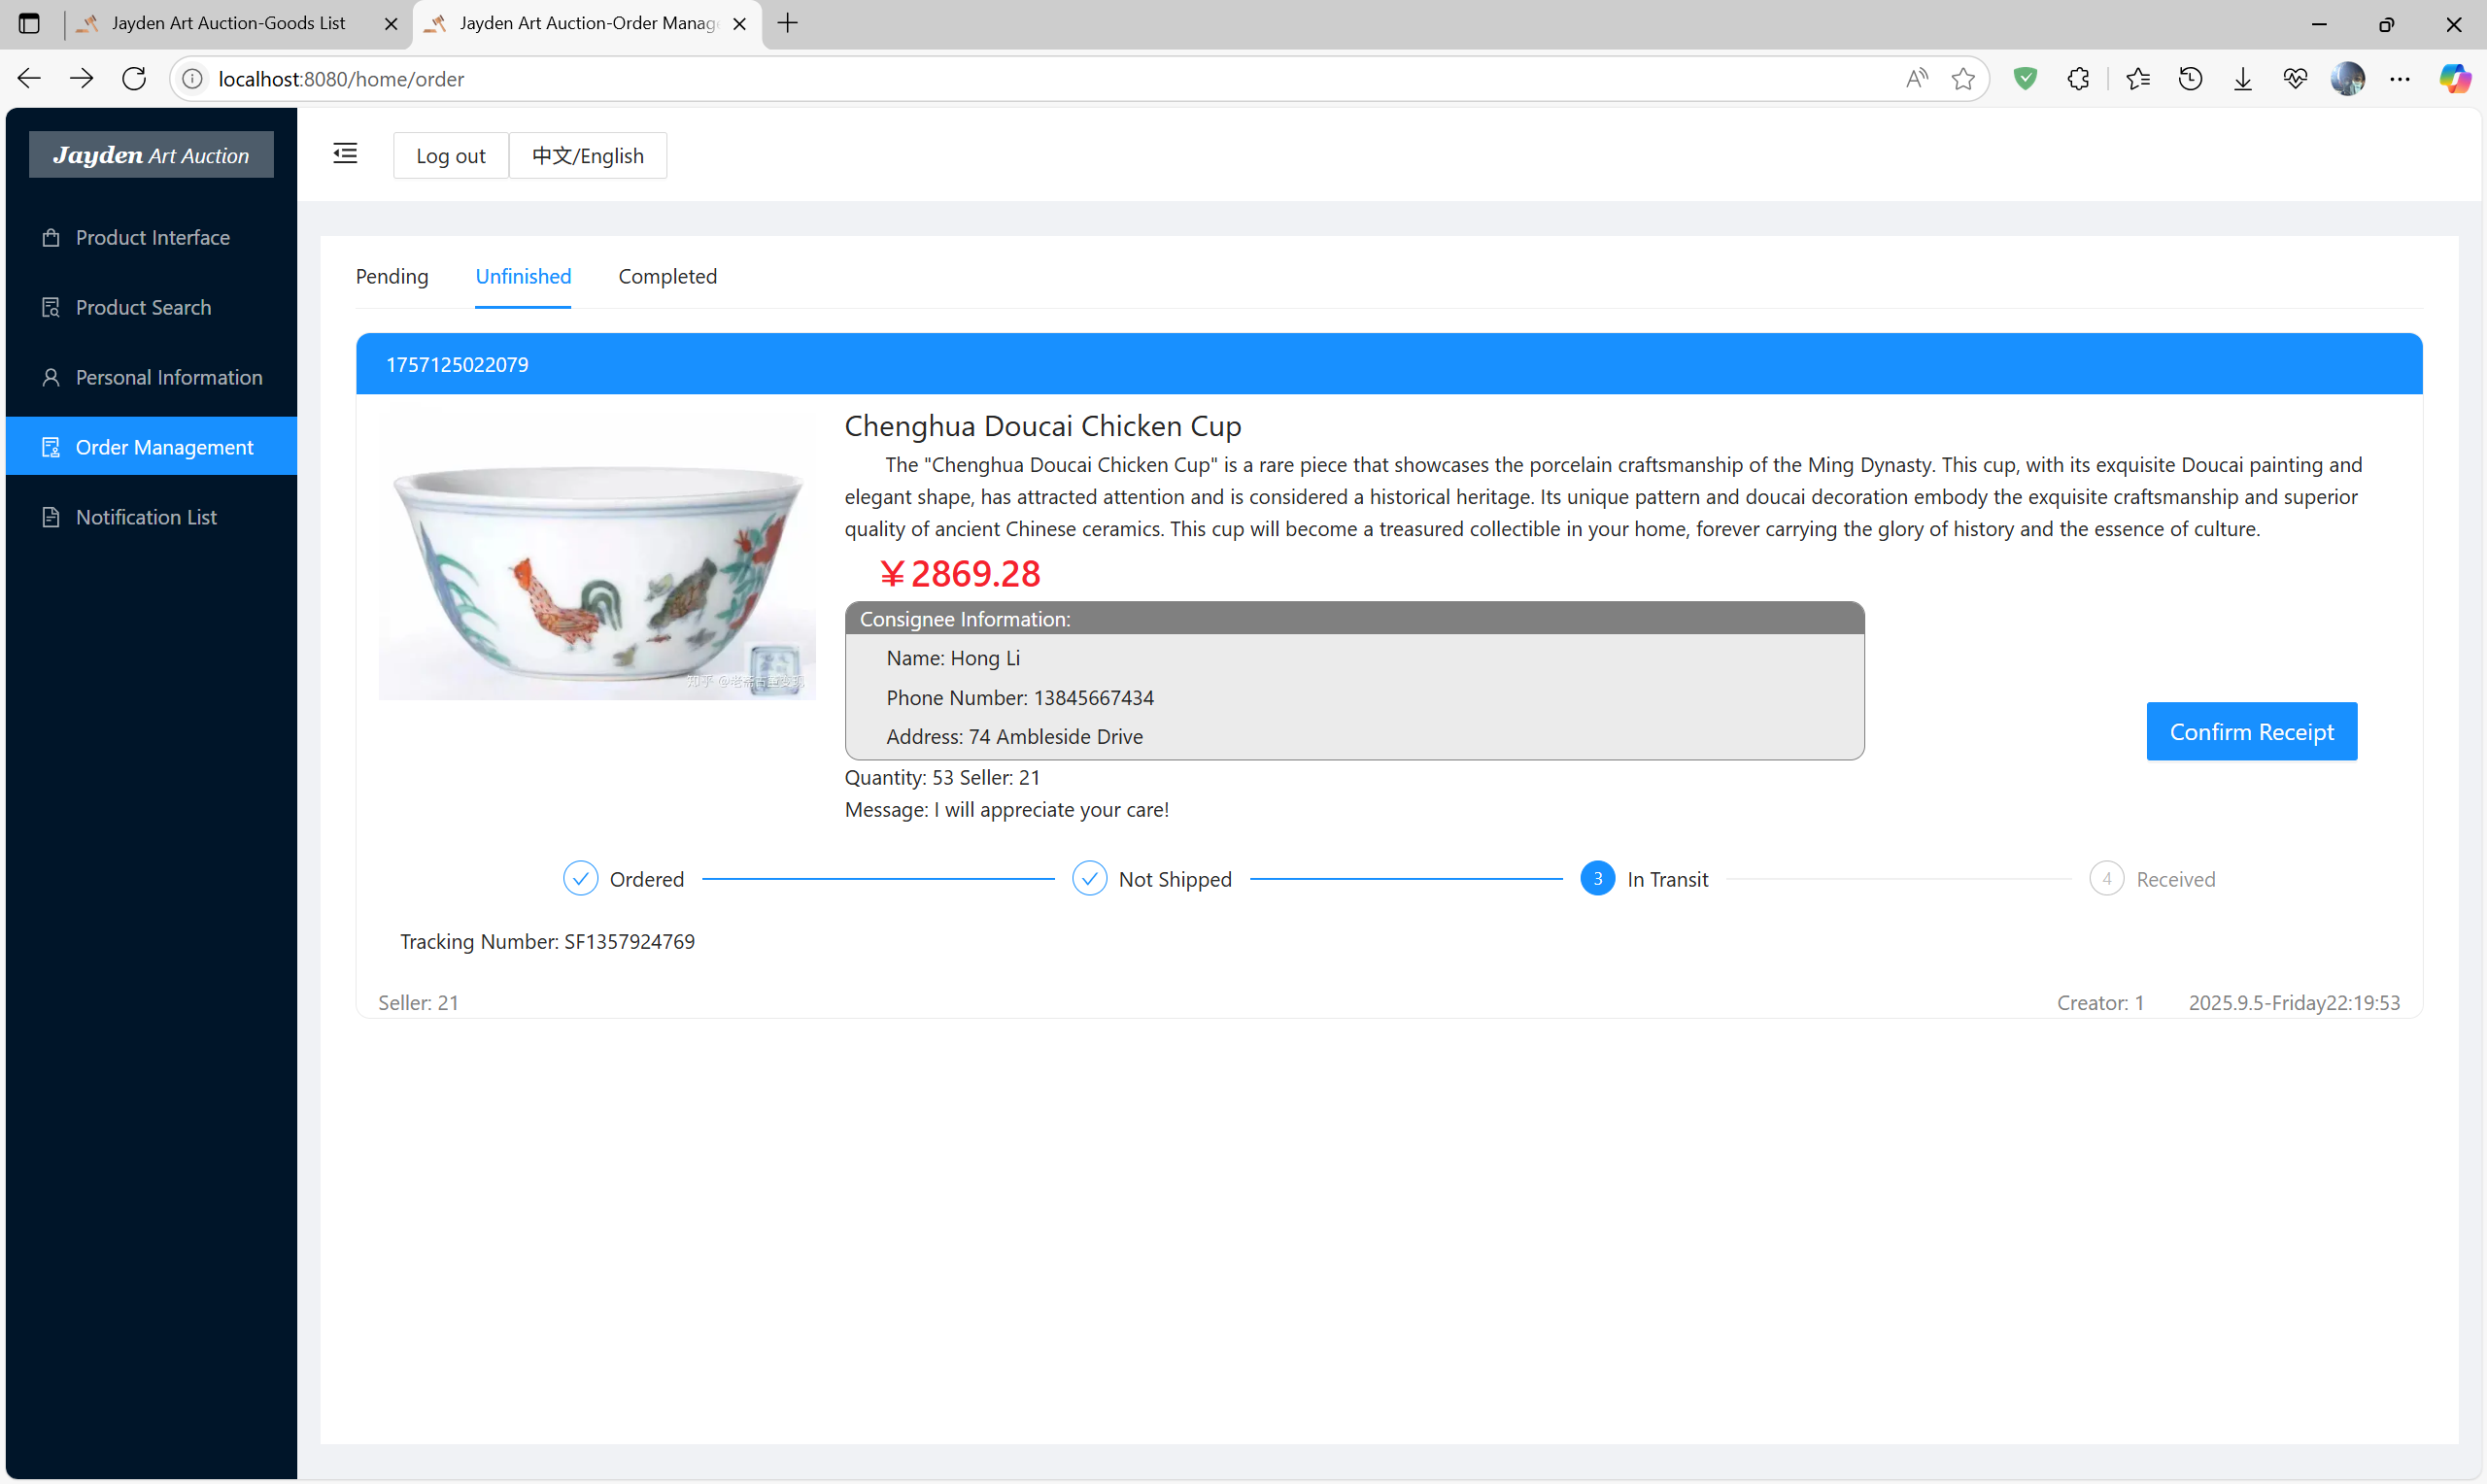 Jayden Art Auction-Goods List
Jayden Art Auction-Order Manag
localhost:8080/home/order
Jayden Art Auction
Log out
中文/English
Product Interface
Product Search
Personal Information
Order Management
Notification List
Pending
Unfinished
Completed
1757125022079
Chenghua Doucai Chicken Cup
The "Chenghua Doucai Chicken Cup" is a rare piece that showcases the porcelain craftsmanship of the Ming Dynasty. This cup, with its exquisite Doucai painting and
elegant shape, has attracted attention and is considered a historical heritage. Its unique pattern and doucai decoration embody the exquisite craftsmanship and superior
quality of ancient Chinese ceramics. This cup will become a treasured collectible in your home, forever carrying the glory of history and the essence of culture.
￥2869.28
Consignee Information:
Name: Hong Li
Phone Number: 13845667434
Address: 74 Ambleside Drive
Confirm Receipt
Quantity: 53 Seller: 21
Message: I will appreciate your care!
Ordered
Not Shipped
3 In Transit
4 Received
Tracking Number: SF1357924769
Seller: 21
Creator: 1
2025.9.5-Friday22:19:53
知乎